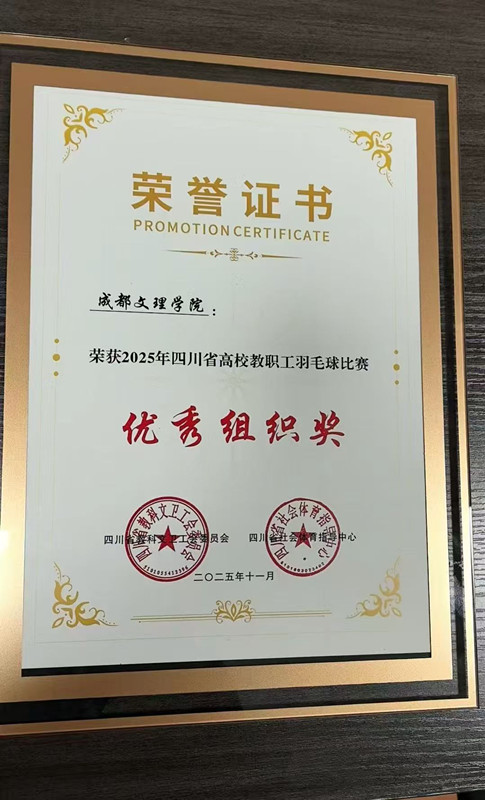 荣誉证书
PROMOTION CERTIFICATE
成都文理学院：
荣获2025年四川省高校教职工羽毛球比赛
优秀组织奖
四川省教科文卫工会委员会 四川省社会体育指导中心
二〇二五年十一月